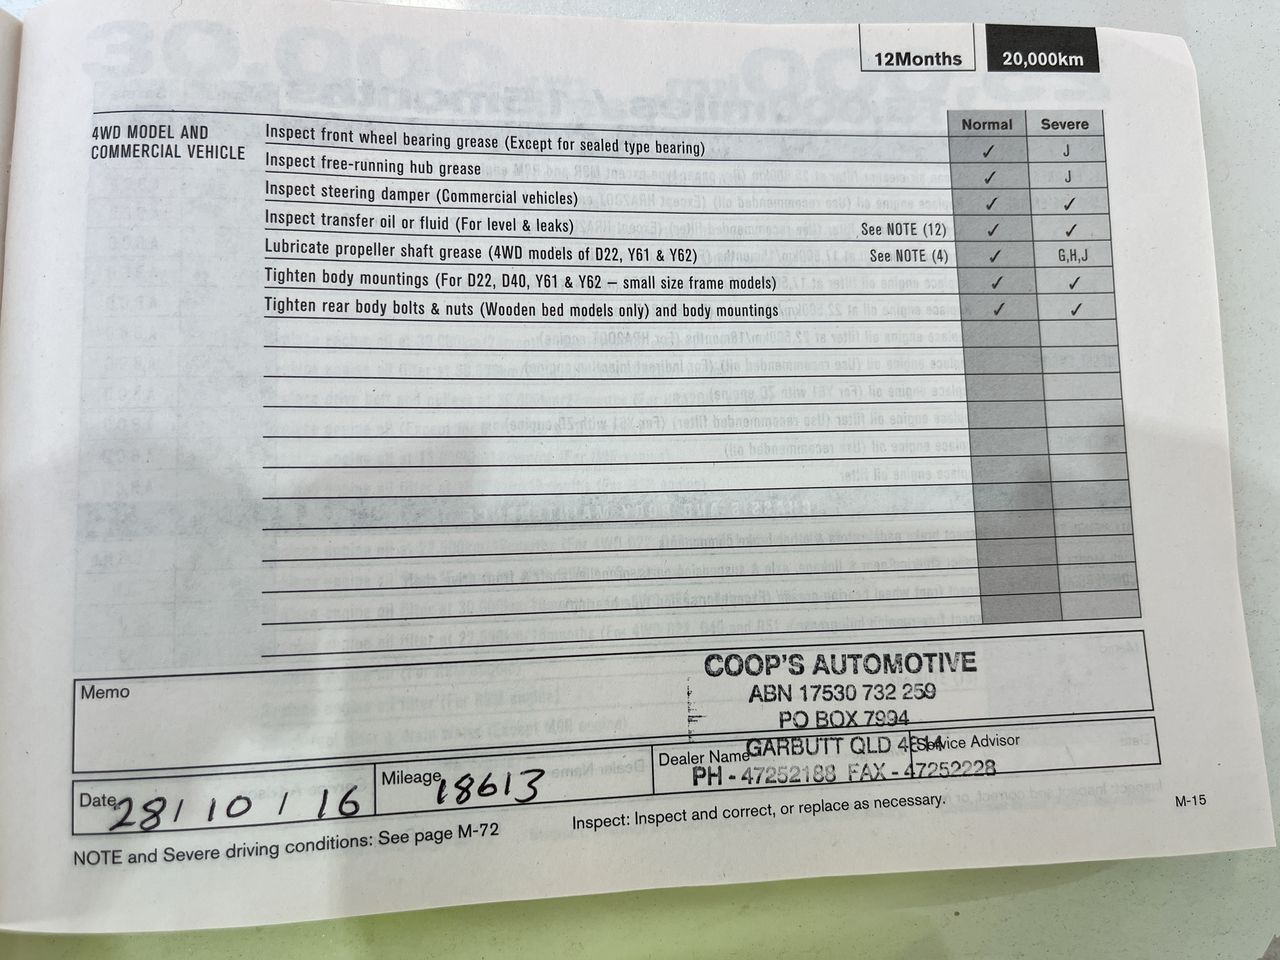 12Months 20,000km
Normal Severe
4WD MODEL AND
COMMERCIAL VEHICLE
Inspect front wheel bearing grease (Except for sealed type bearing) ✓ J
Inspect free-running hub grease ✓ J
Inspect steering damper (Commercial vehicles) ✓ ✓
Inspect transfer oil or fluid (For level & leaks) See NOTE (12) ✓ ✓
Lubricate propeller shaft grease (4WD models of D22, Y61 & Y62) See NOTE (4) ✓ G,H,J
Tighten body mountings (For D22, D40, Y61 & Y62 – small size frame models) ✓ ✓
Tighten rear body bolts & nuts (Wooden bed models only) and body mountings ✓ ✓
Memo
COOP'S AUTOMOTIVE
ABN 17530 732 259
PO BOX 7994
GARBUTT QLD 4814
PH - 47252188 FAX - 47252228
Date 28/10/16
Mileage 18613
Dealer Name
Service Advisor
NOTE and Severe driving conditions: See page M-72
Inspect: Inspect and correct, or replace as necessary.
M-15